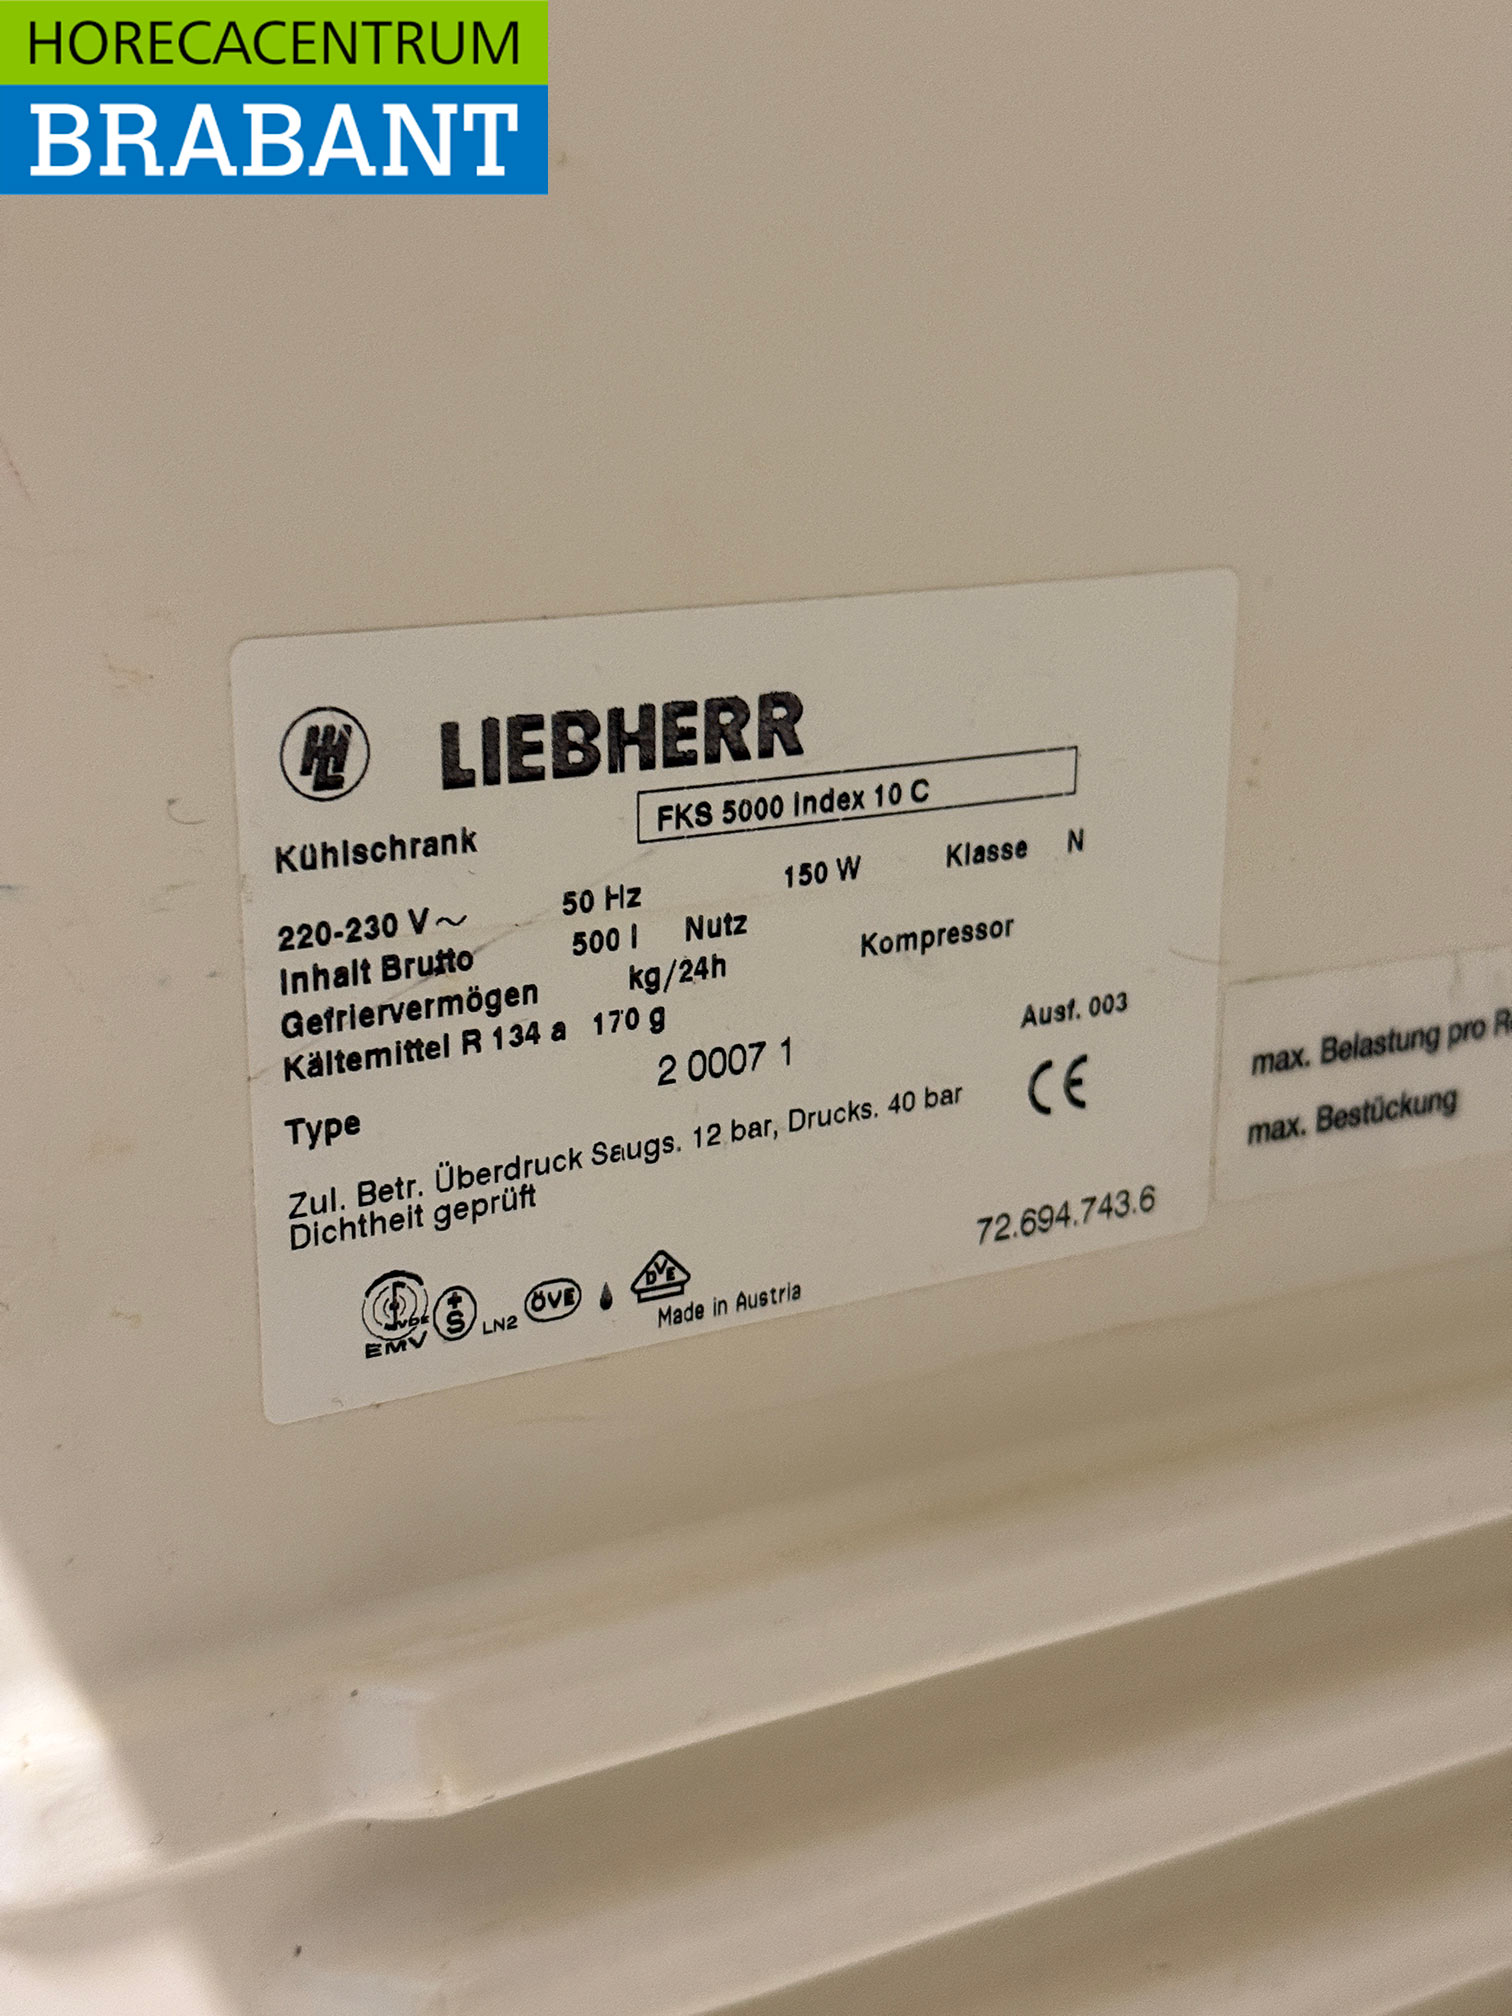 HORECACENTRUM
BRABANT
LIEBHERR
Kühlschrank FKS 5000 Index 10 C
220-230 V~ 50 Hz 150 W Klasse N
Inhalt Brutto 500 l Nutz
Gefriervermögen kg/24h Kompressor
Kältemittel R 134 a 170 g
Type 2 0007 1 Ausf. 003
Zul. Betr. Überdruck Saugs. 12 bar, Drucks. 40 bar CE
Dichtheit geprüft
72.694.743.6
VDE
EMV +S LN2 ÖVE DVE
Made in Austria
max. Belastung pro
max. Bestückung